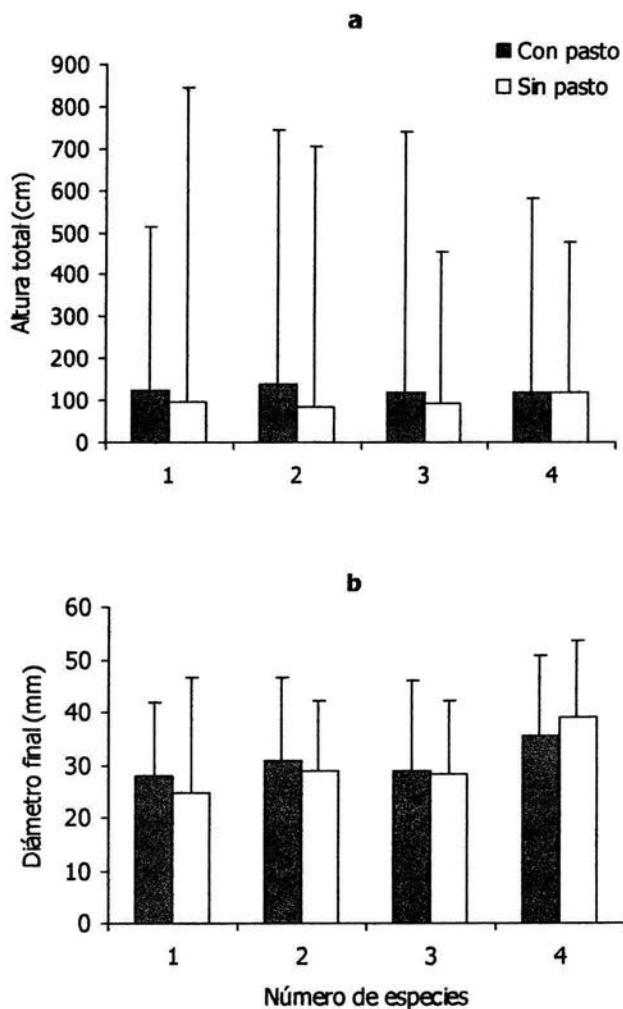 a
Con pasto
Sin pasto
Altura total (cm)
900
800
700
600
500
400
300
200
100
0
1 2 3 4
b
Diámetro final (mm)
60
50
40
30
20
10
0
1 2 3 4
Número de especies